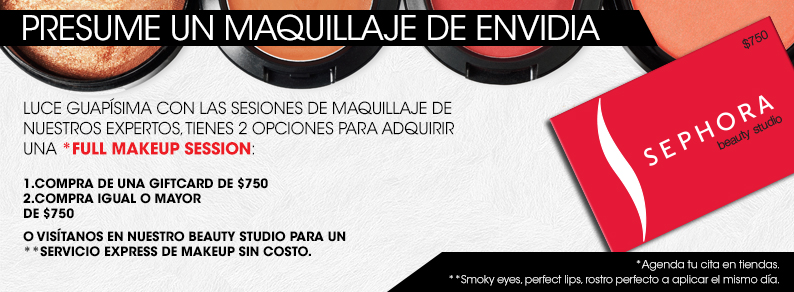 PRESUME UN MAQUILLAJE DE ENVIDIA
$750
SEPHORA
beauty studio
LUCE GUAPÍSIMA CON LAS SESIONES DE MAQUILLAJE DE
NUESTROS EXPERTOS, TIENES 2 OPCIONES PARA ADQUIRIR
UNA *FULL MAKEUP SESSION:
1.COMPRA DE UNA GIFTCARD DE $750
2.COMPRA IGUAL O MAYOR
DE $750
O VISÍTANOS EN NUESTRO BEAUTY STUDIO PARA UN
**SERVICIO EXPRESS DE MAKEUP SIN COSTO.
*Agenda tu cita en tiendas.
**Smoky eyes, perfect lips, rostro perfecto a aplicar el mismo día.